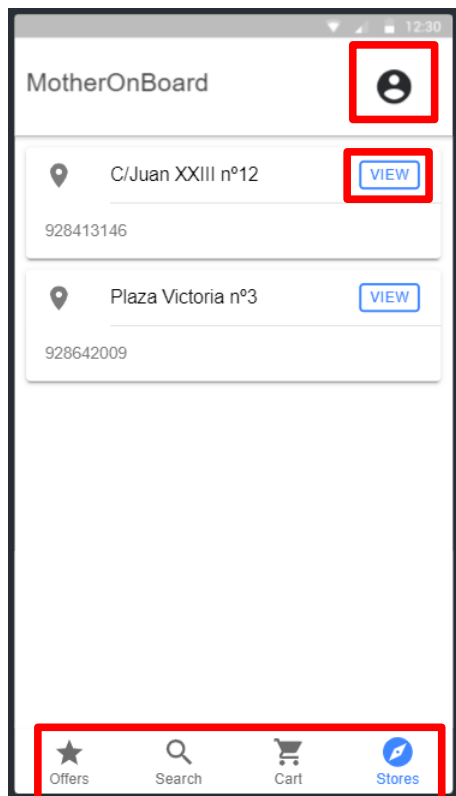 12:30
MotherOnBoard
C/Juan XXIII nº12 VIEW
928413146
Plaza Victoria nº3 VIEW
928642009
Offers Search Cart Stores